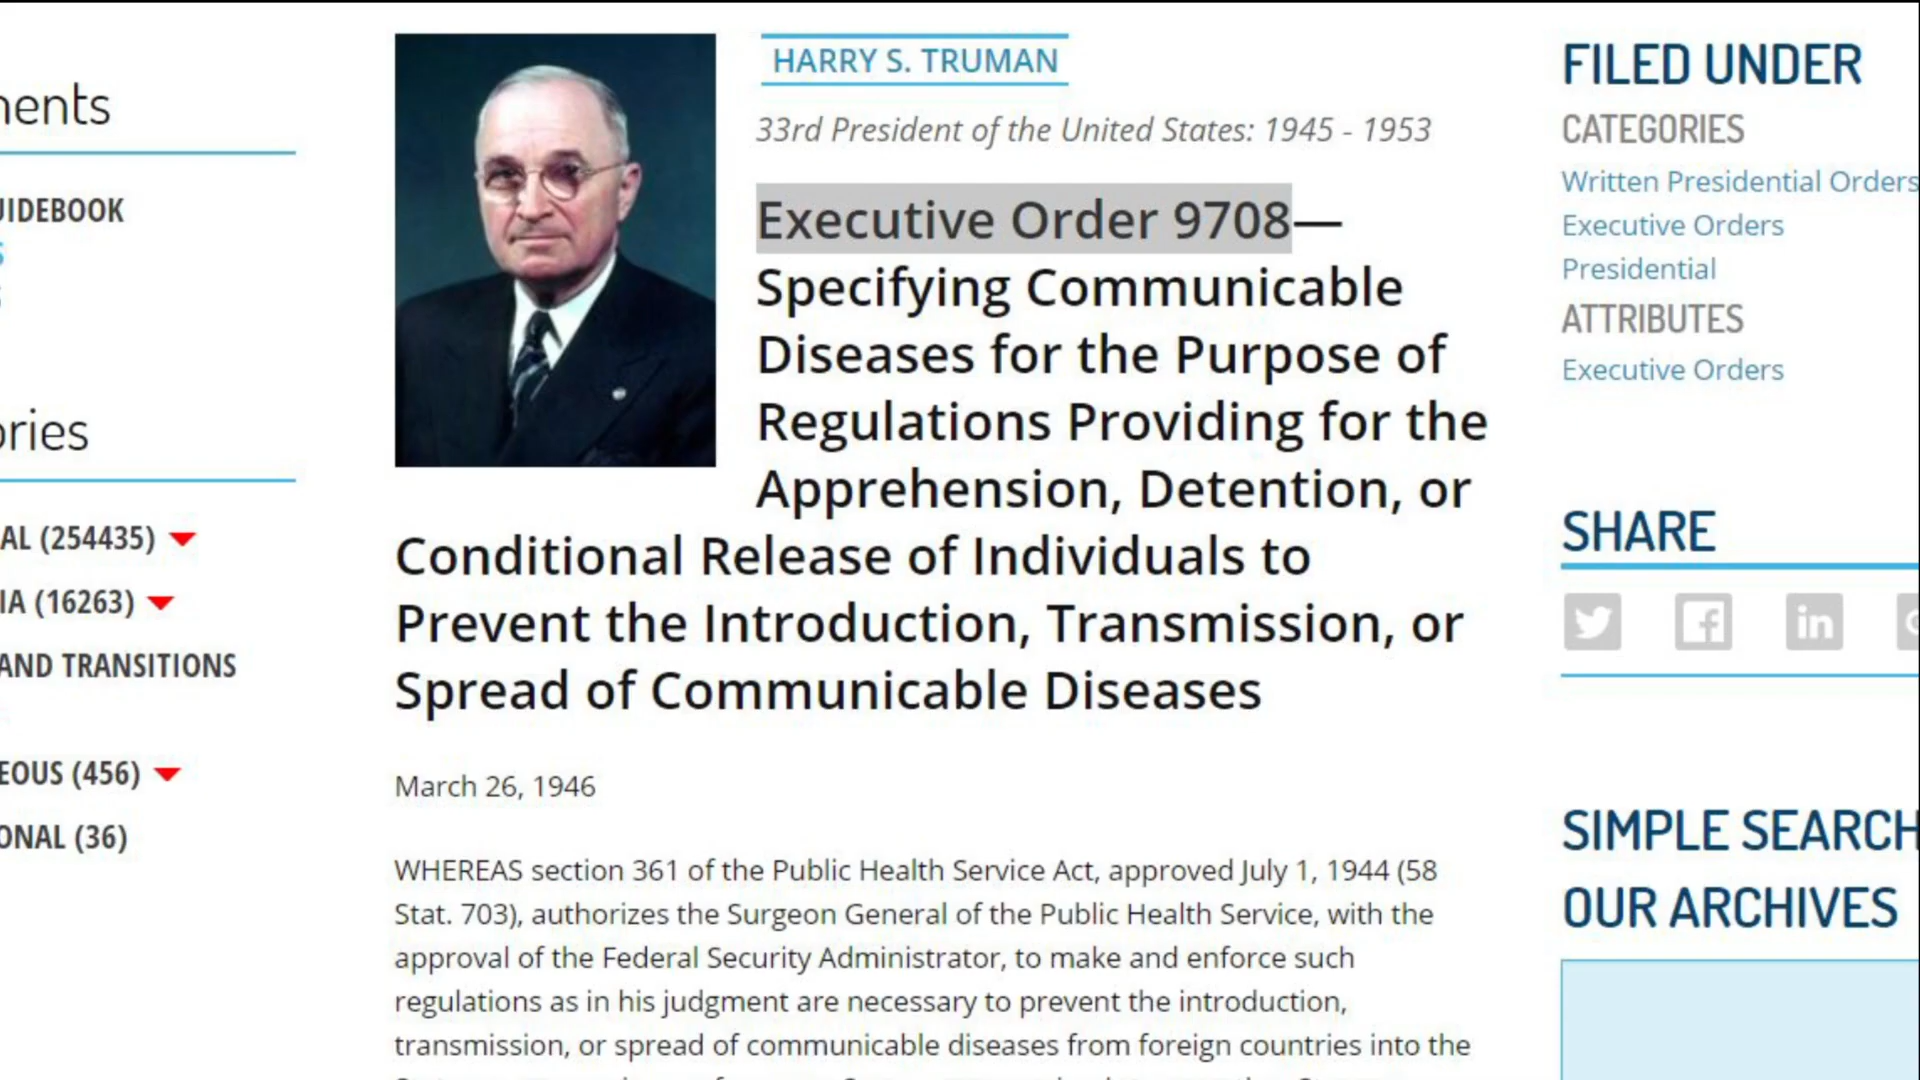 nents
UIDEBOOK
S
ories
AL (254435)
IA (16263)
AND TRANSITIONS
EOUS (456)
ONAL (36)
HARRY S. TRUMAN
33rd President of the United States: 1945 - 1953
Executive Order 9708—
Specifying Communicable
Diseases for the Purpose of
Regulations Providing for the
Apprehension, Detention, or
Conditional Release of Individuals to
Prevent the Introduction, Transmission, or
Spread of Communicable Diseases
March 26, 1946
WHEREAS section 361 of the Public Health Service Act, approved July 1, 1944 (58
Stat. 703), authorizes the Surgeon General of the Public Health Service, with the
approval of the Federal Security Administrator, to make and enforce such
regulations as in his judgment are necessary to prevent the introduction,
transmission, or spread of communicable diseases from foreign countries into the
FILED UNDER
CATEGORIES
Written Presidential Orders
Executive Orders
Presidential
ATTRIBUTES
Executive Orders
SHARE
SIMPLE SEARCH
OUR ARCHIVES